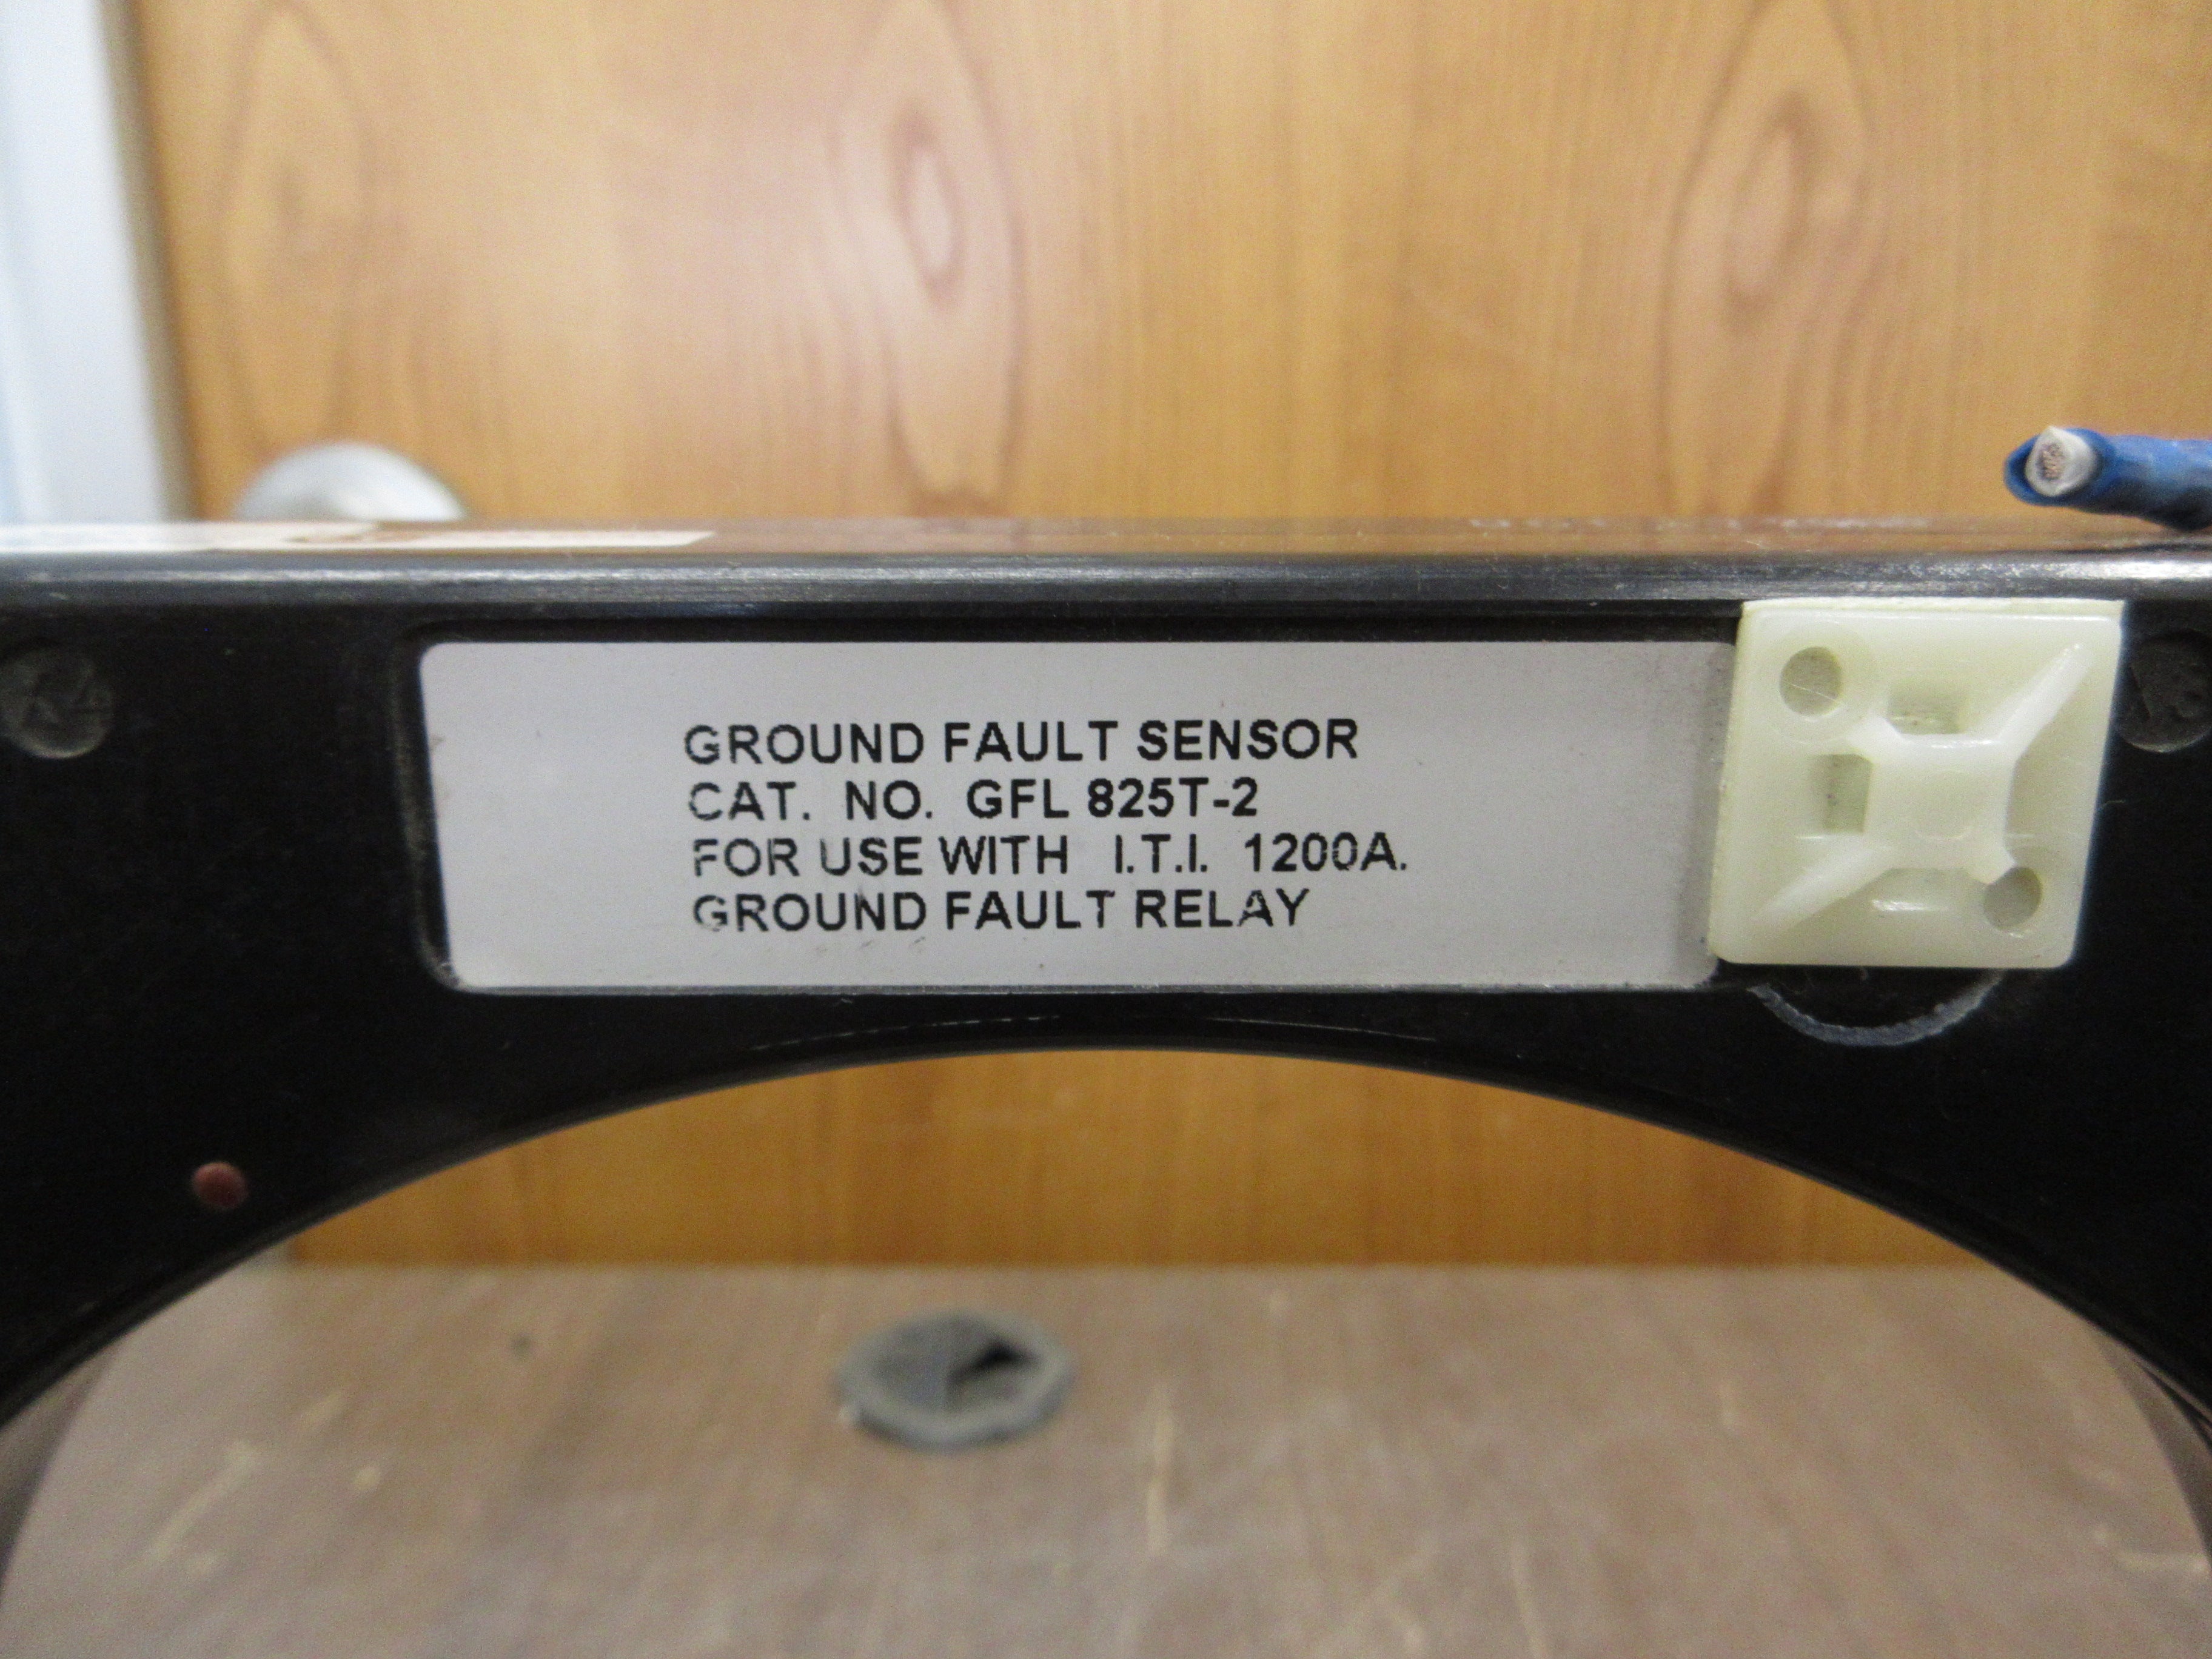 GROUND FAULT SENSOR
CAT. NO. GFL 825T-2
FOR USE WITH I.T.I. 1200A.
GROUND FAULT RELAY